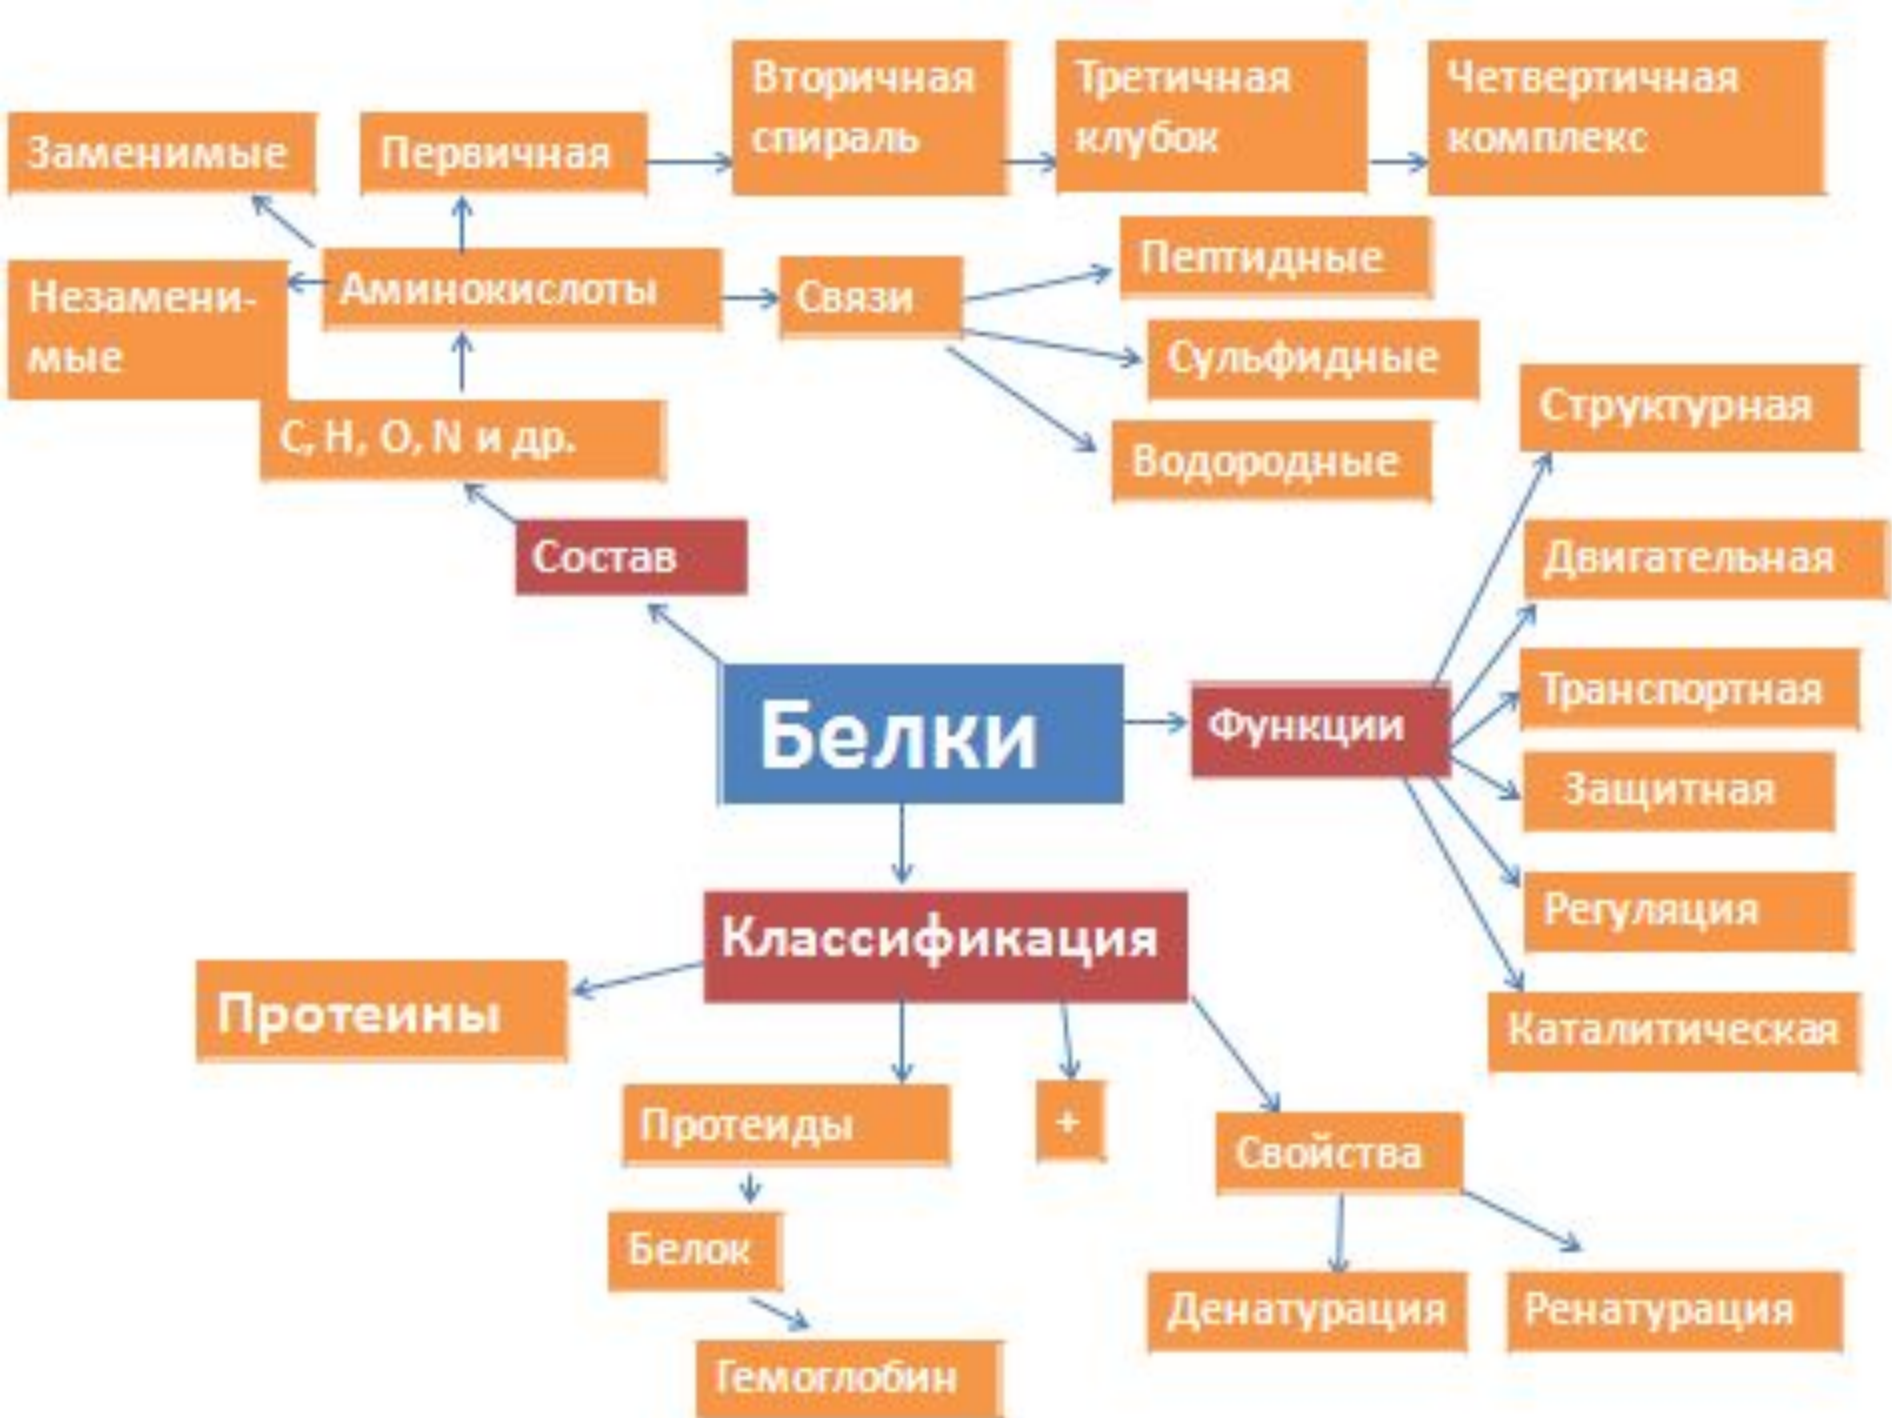 Вторичная
спираль
Третичная
клубок
Четвертичная
комплекс
Заменимые
Первичная
Незамени-
мые
Аминокислоты
Связи
Пептидные
Сульфидные
Водородные
С, Н, О, N и др.
Состав
Структурная
Двигательная
Транспортная
Защитная
Регуляция
Каталитическая
Белки
Функции
Классификация
Протеины
Протеиды
+
Свойства
Белок
Гемоглобин
Денатурация
Ренатурация